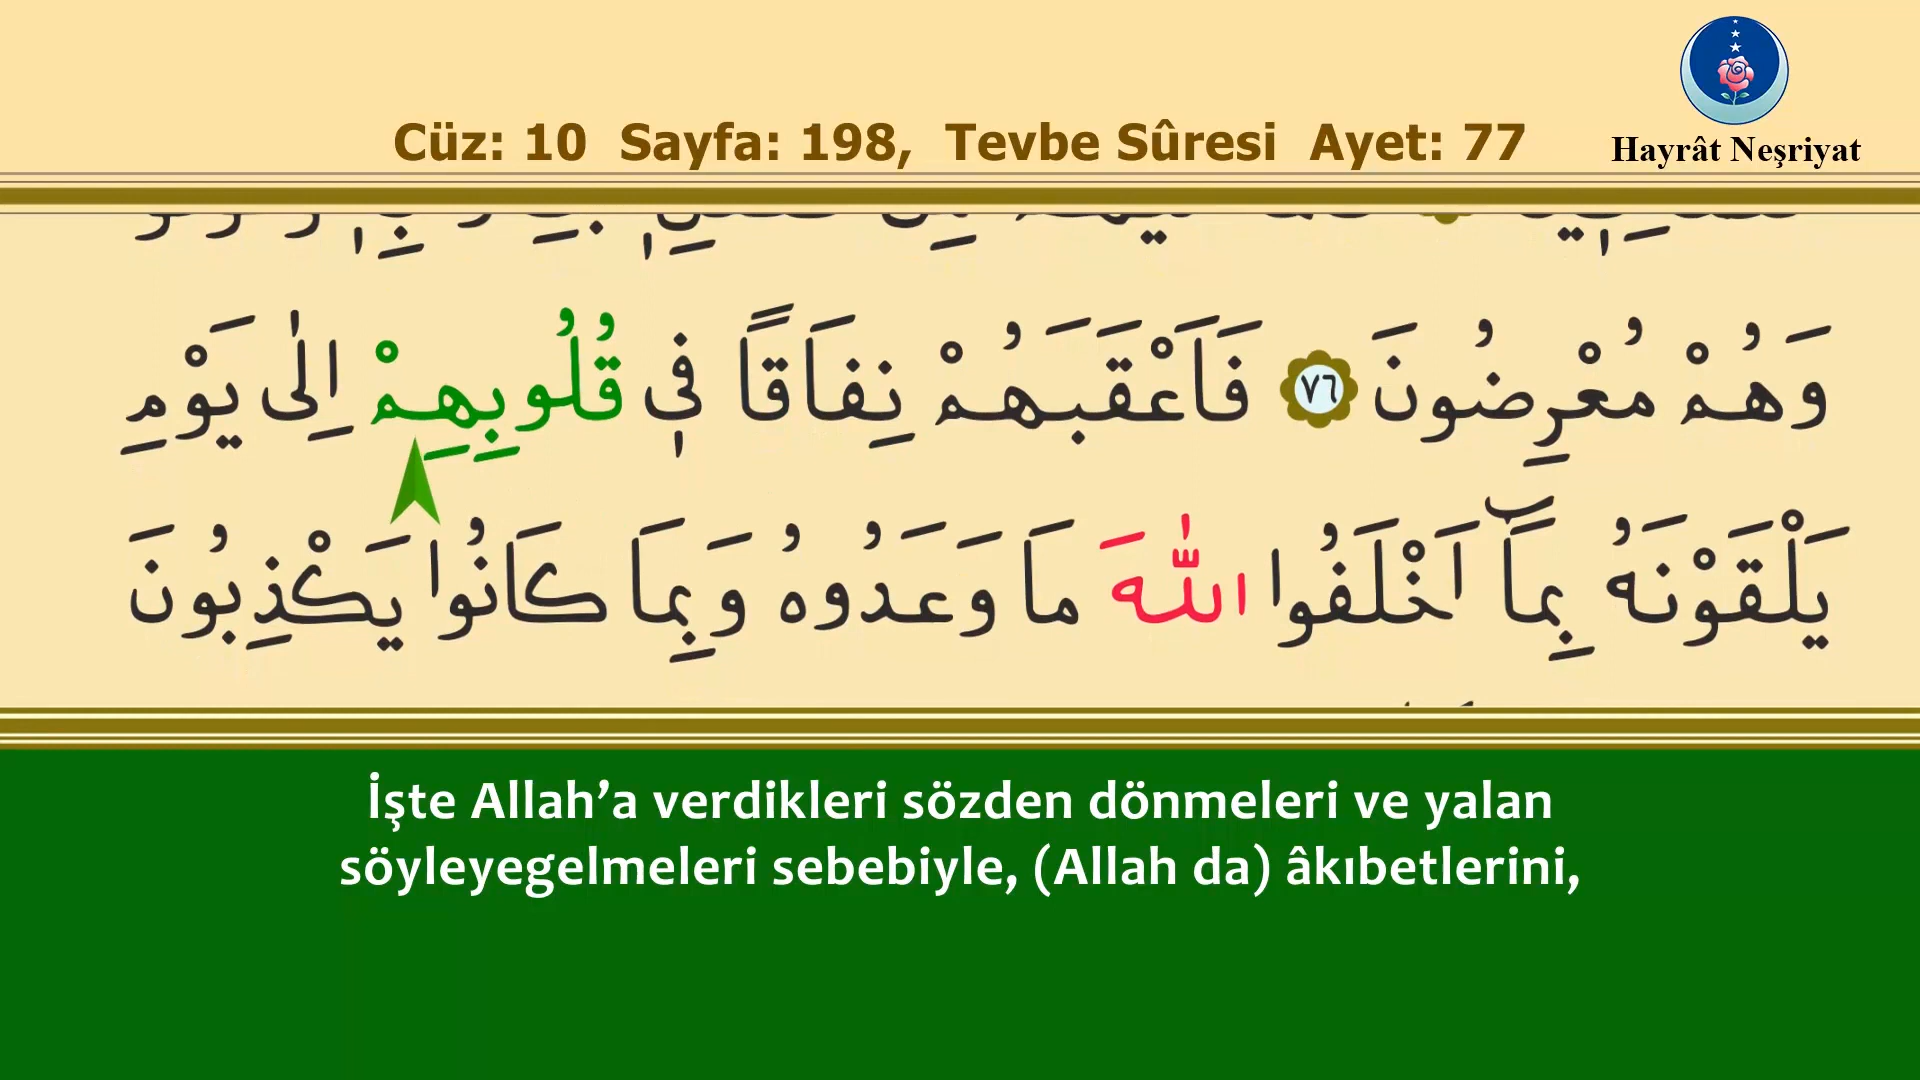 Cüz: 10 Sayfa: 198, Tevbe Sûresi Ayet: 77
Hayrât Neşriyat
وَهُمْ مُعْرِضُونَ ٧٦ فَاَعْقَبَهُمْ نِفَاقًا فٖي قُلُوبِهِمْ اِلٰى يَوْمِ
يَلْقَوْنَهُ بِمَٓا اَخْلَفُوا اللّٰهَ مَا وَعَدُوهُ وَبِمَا كَانُوا يَكْذِبُونَ
İşte Allah’a verdikleri sözden dönmeleri ve yalan
söyleyegelmeleri sebebiyle, (Allah da) âkıbetlerini,